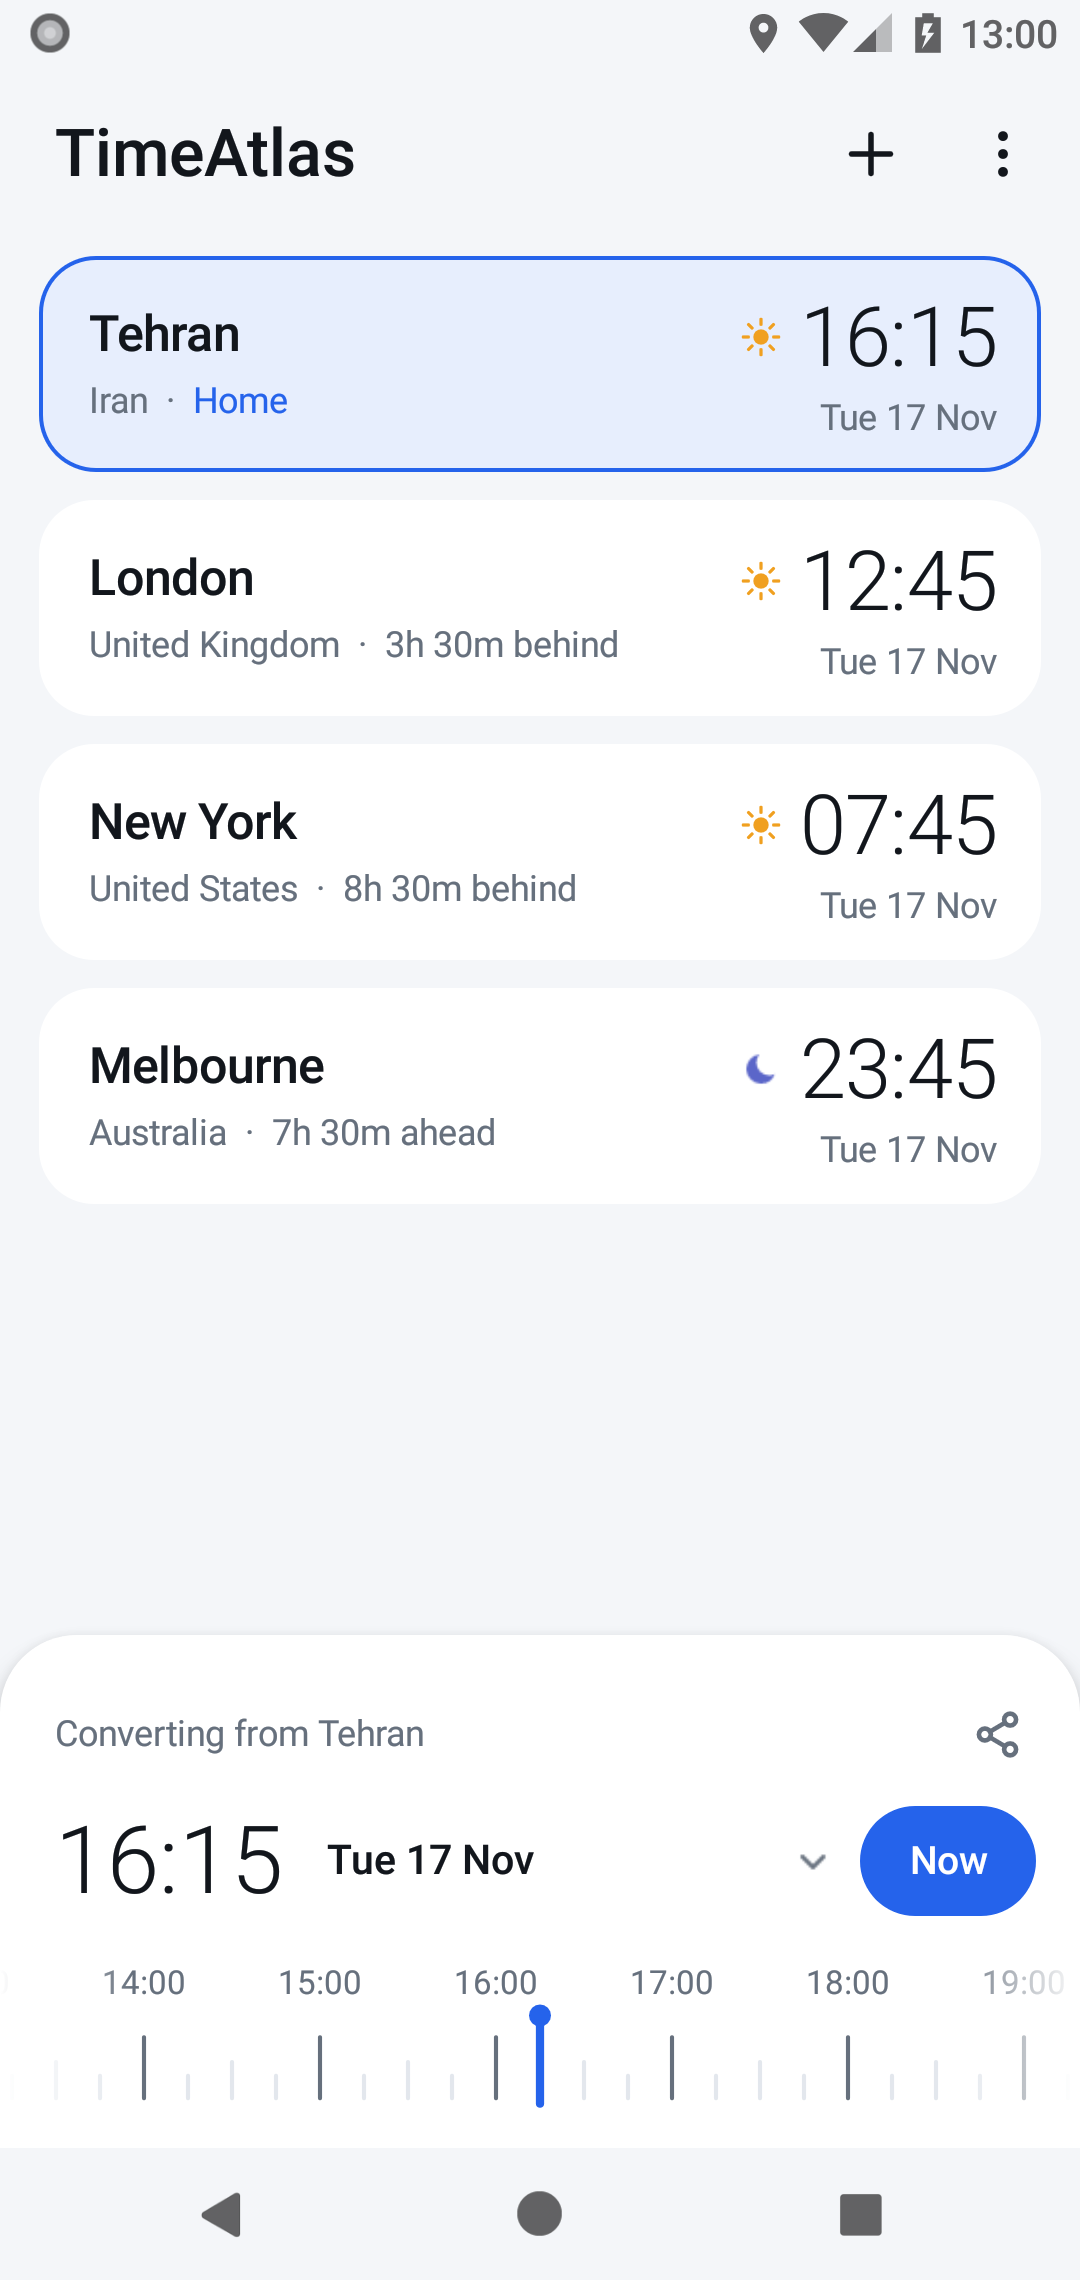 13:00
TimeAtlas
Tehran
16:15
Iran · Home
Tue 17 Nov
London
12:45
United Kingdom · 3h 30m behind
Tue 17 Nov
New York
07:45
United States · 8h 30m behind
Tue 17 Nov
Melbourne
23:45
Australia · 7h 30m ahead
Tue 17 Nov
Converting from Tehran
16:15 Tue 17 Nov Now
14:00 15:00 16:00 17:00 18:00 19:00